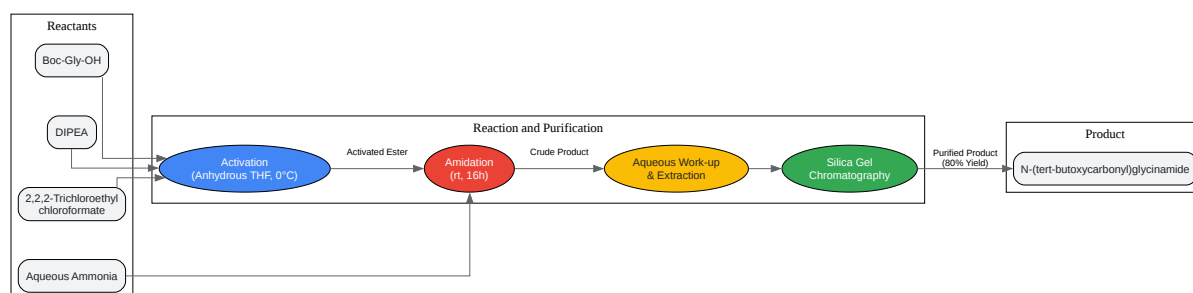 Reactants
Boc-Gly-OH
DIPEA
2,2,2-Trichloroethyl
chloroformate
Aqueous Ammonia
Reaction and Purification
Activation
(Anhydrous THF, 0°C)
Activated Ester
Amidation
(rt, 16h)
Crude Product
Aqueous Work-up
& Extraction
Silica Gel
Chromatography
Purified Product
(80% Yield)
Product
N-(tert-butoxycarbonyl)glycinamide